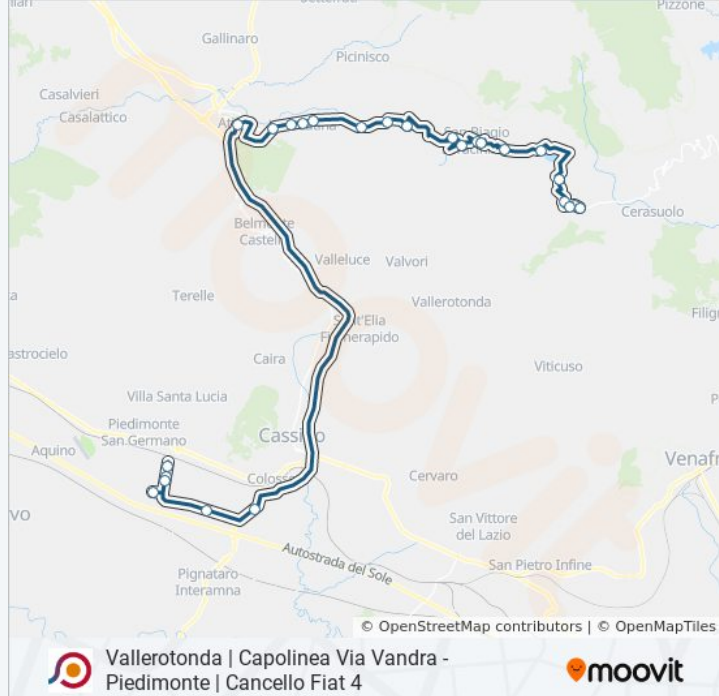 Pizzone
Gallinaro
Picinisco
Casalvieri
Casalattico
San Biagio
Cerasuolo
Belmonte
Castello
Valleluce
Valvori
Terelle
Vallerotonda
Sant'Elia
Fiumerapido
Caira
Viticuso
Villa Santa Lucia
Piedimonte
San Germano
Cassino
Aquino
Cervaro
San Vittore
del Lazio
San Pietro Infine
Autostrada del Sole
Pignataro
Interamna
© OpenStreetMap contributors | © OpenMapTiles
Vallerotonda | Capolinea Via Vandra -
Piedimonte | Cancello Fiat 4
moovit